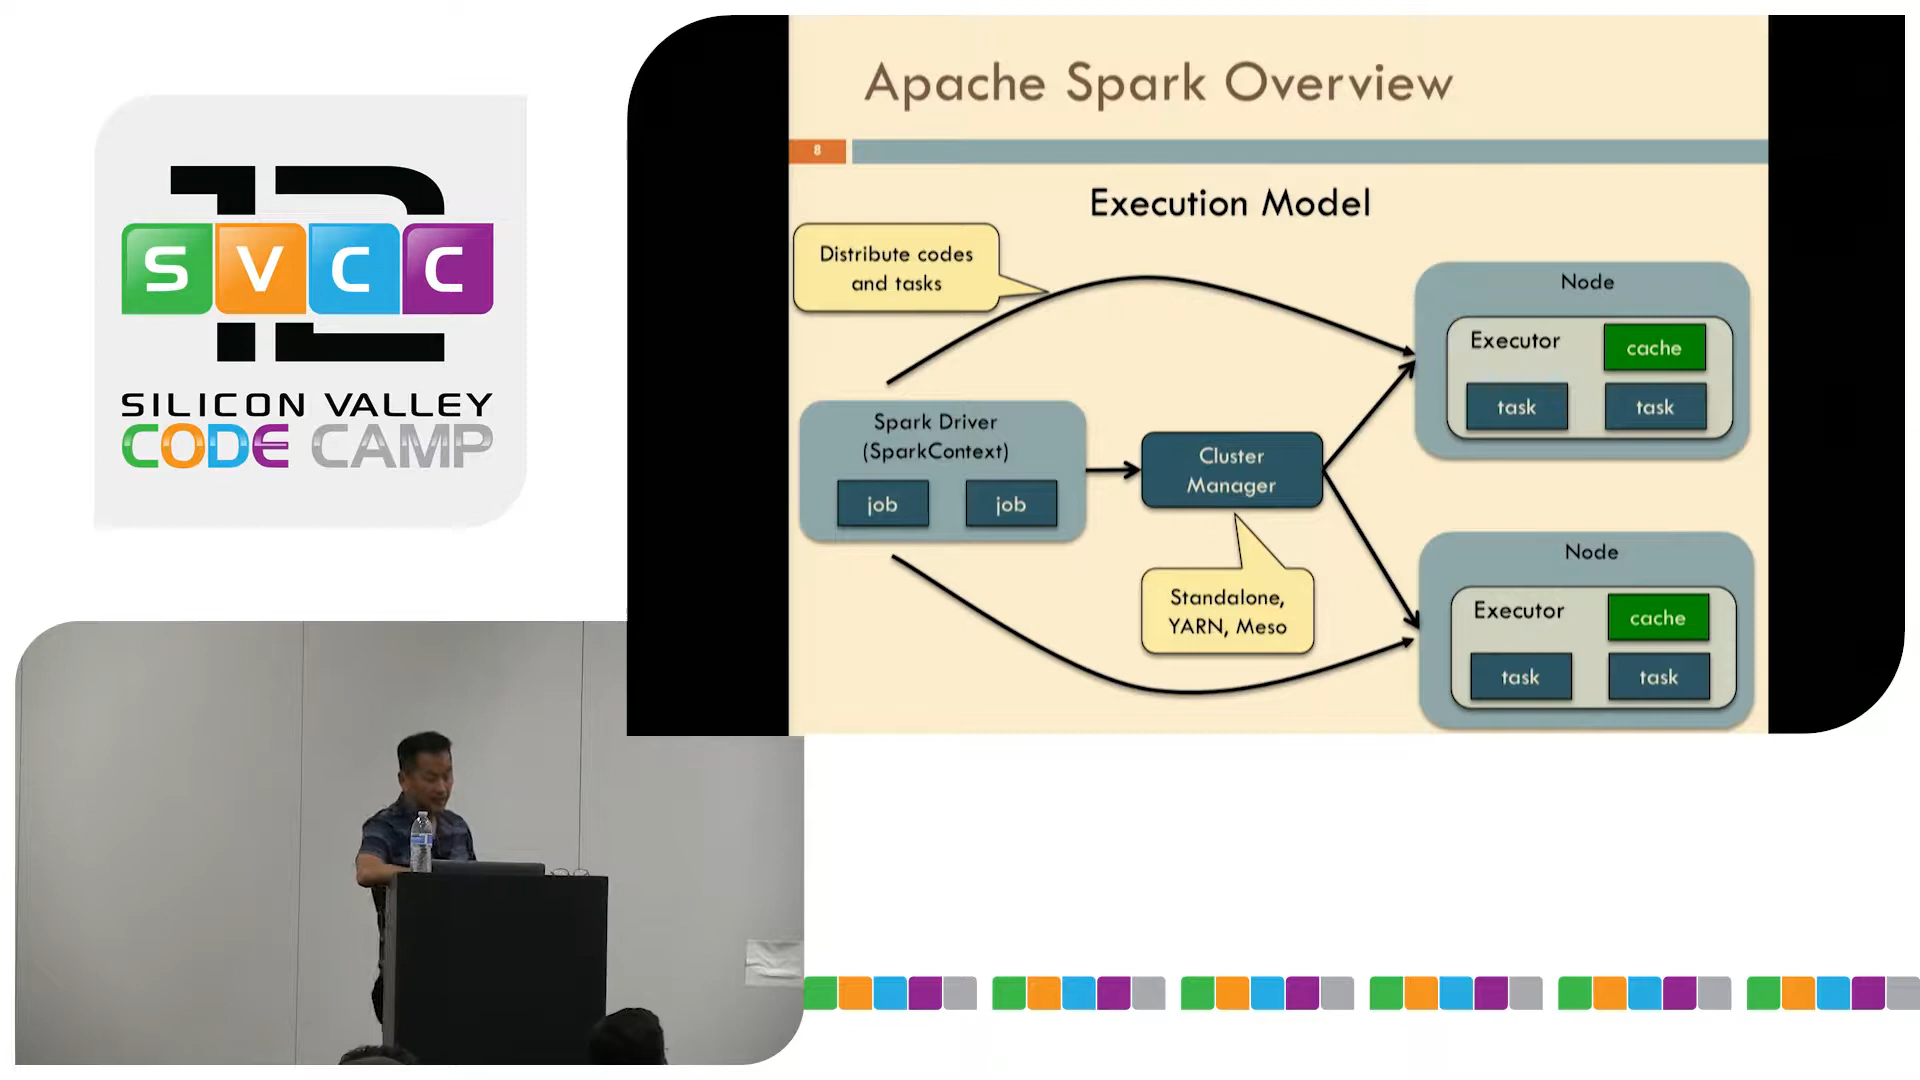 12
S V C C
SILICON VALLEY
CODE CAMP
Apache Spark Overview
8
Execution Model
Distribute codes
and tasks
Spark Driver
(SparkContext)
job
job
Cluster
Manager
Standalone,
YARN, Meso
Node
Executor
cache
task
task
Node
Executor
cache
task
task